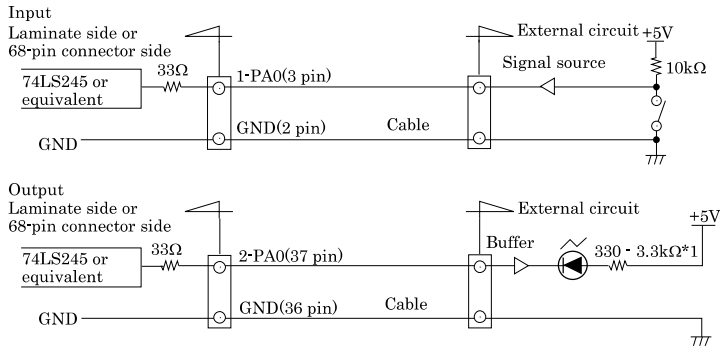 Input
Laminate side or
68-pin connector side
External circuit
+5V
33Ω
1-PA0(3 pin)
Signal source
10kΩ
74LS245 or
equivalent
GND(2 pin)
Cable
GND
Output
Laminate side or
68-pin connector side
External circuit
+5V
33Ω
2-PA0(37 pin)
Buffer
330 - 3.3kΩ*1
74LS245 or
equivalent
GND(36 pin)
Cable
GND